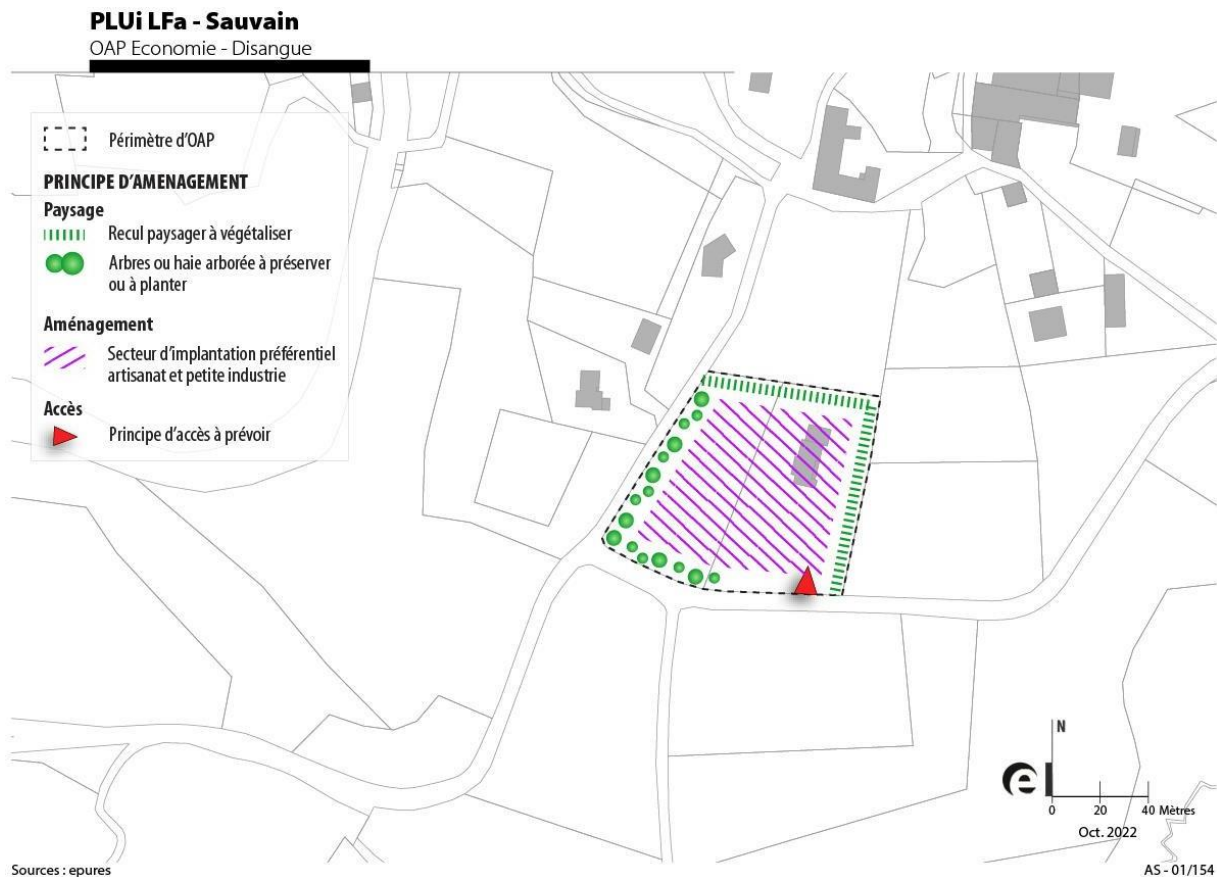 PLUi LFa - Sauvain
OAP Economie - Disangue
Périmètre d'OAP
PRINCIPE D'AMENAGEMENT
Paysage
Recul paysager à végétaliser
Arbres ou haie arborée à préserver
ou à planter
Aménagement
Secteur d'implantation préférentiel
artisanat et petite industrie
Accès
Principe d'accès à prévoir
N
e
0 20 40 Mètres
Oct. 2022
Sources : epures
AS - 01/154